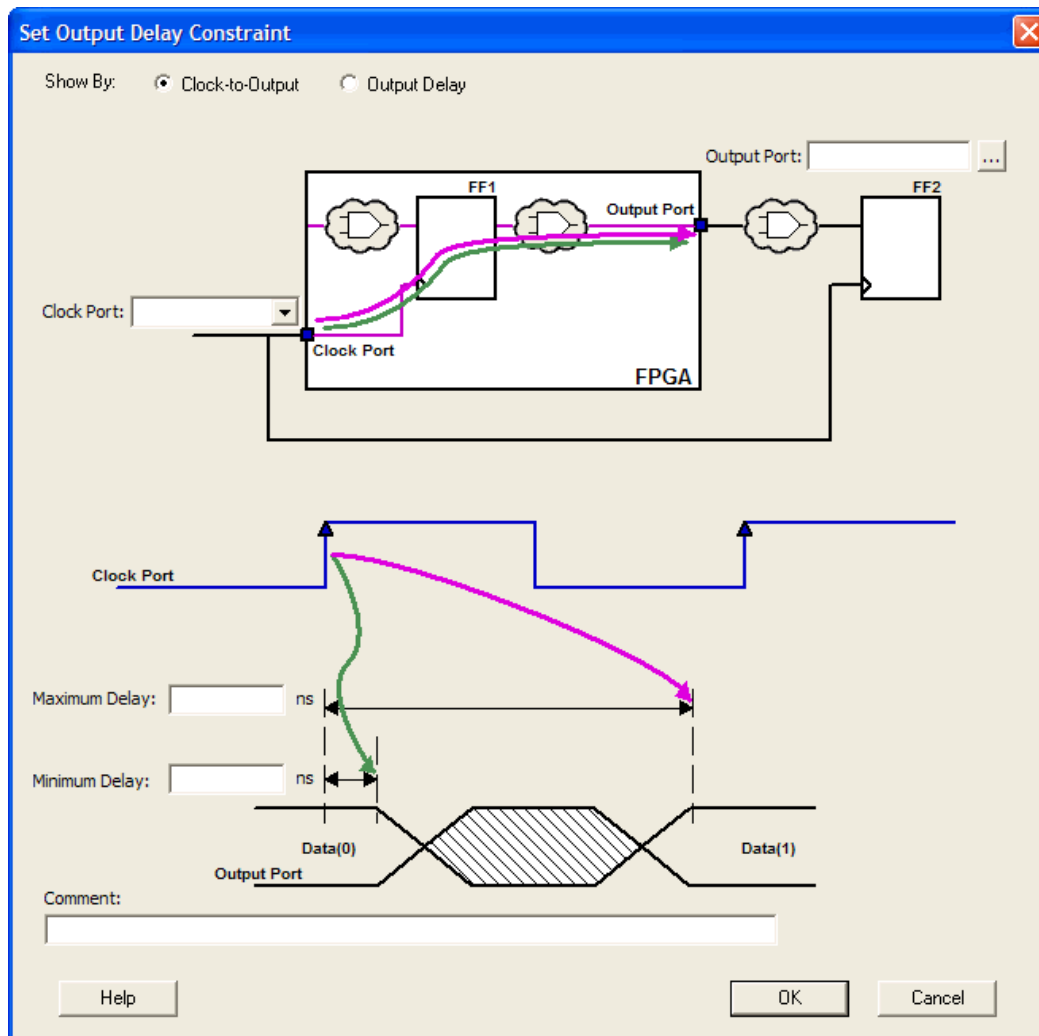 Set Output Delay Constraint
Show By: Clock-to-Output Output Delay
Output Port: ...
FF1 FF2
Output Port
Clock Port:
Clock Port
FPGA
Clock Port
Maximum Delay: ns
Minimum Delay: ns
Data(0) Data(1)
Output Port
Comment:
Help OK Cancel